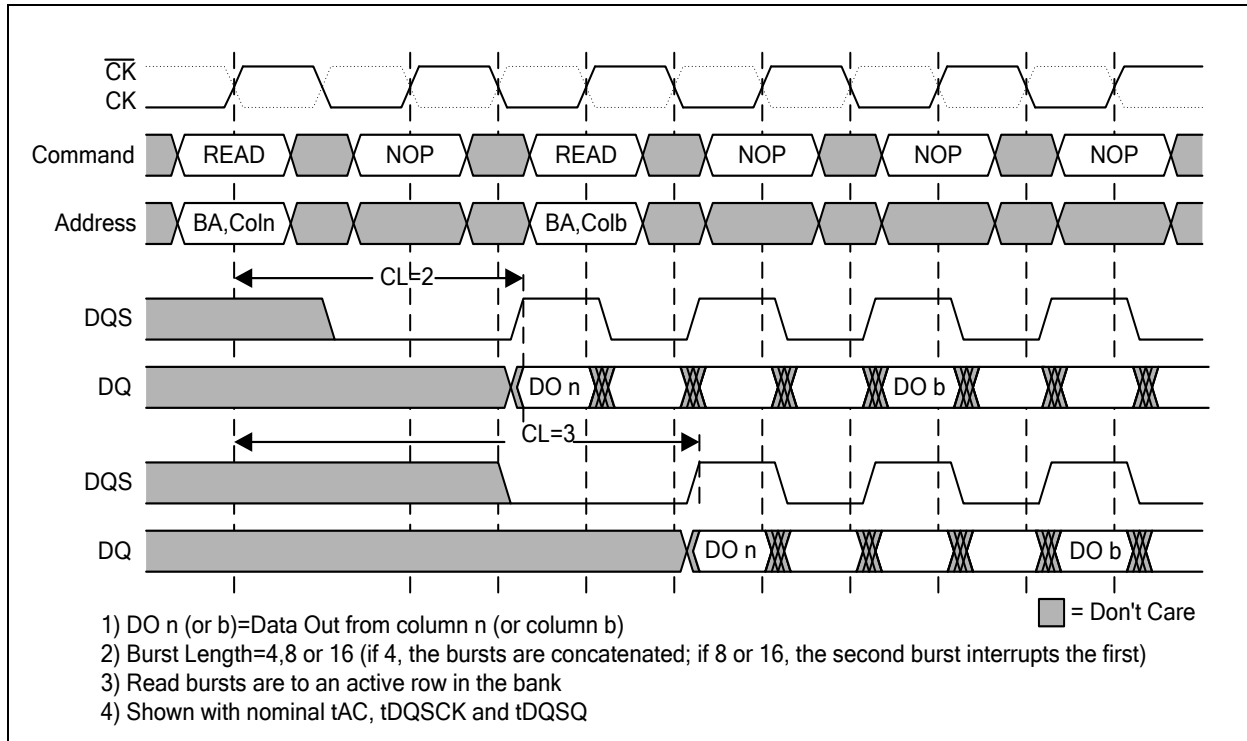 CK
CK
Command READ NOP READ NOP NOP NOP
Address BA,Coln BA,Colb
CL=2
DQS
DQ DO n DO b
CL=3
DQS
DQ DO n DO b
= Don't Care
1) DO n (or b)=Data Out from column n (or column b)
2) Burst Length=4,8 or 16 (if 4, the bursts are concatenated; if 8 or 16, the second burst interrupts the first)
3) Read bursts are to an active row in the bank
4) Shown with nominal tAC, tDQSCK and tDQSQ